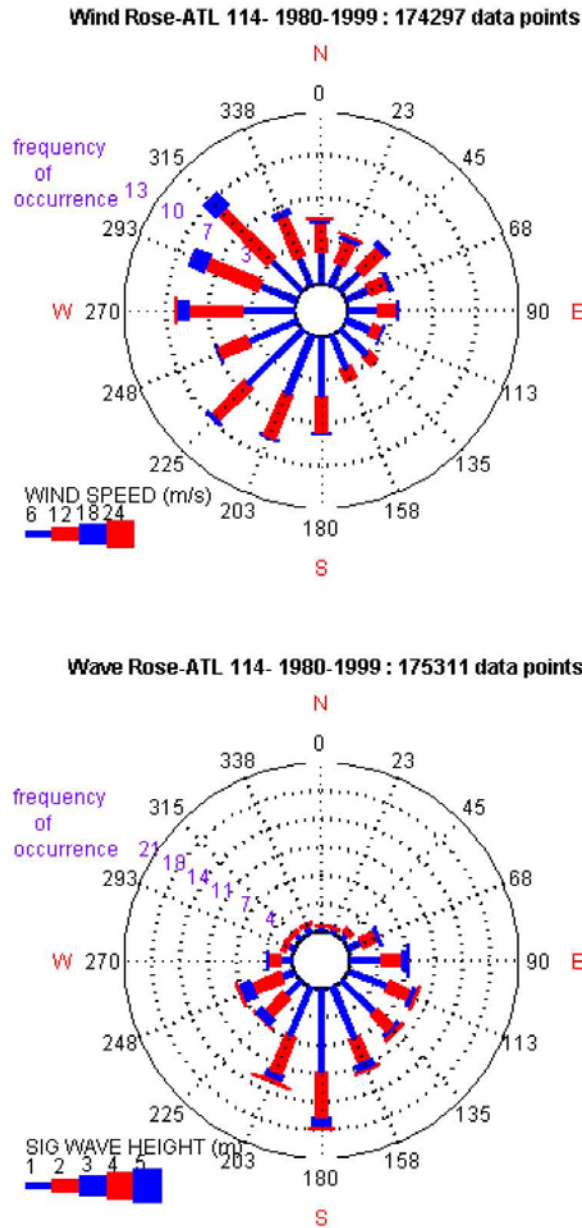 Wind Rose-ATL 114- 1980-1999 : 174297 data points
N
0
338 23
315 45
frequency
of
occurrence 13
10
293 7 68
3
W 270 90 E
248 113
225 135
203 158
180
S
WIND SPEED (m/s)
6 12 18 24
Wave Rose-ATL 114- 1980-1999 : 175311 data points
N
0
338 23
315 45
frequency
of
occurrence 21
18
293 14 68
11
7
4
W 270 90 E
248 113
225 135
203 158
180
S
SIG WAVE HEIGHT (m)
1 2 3 4 5